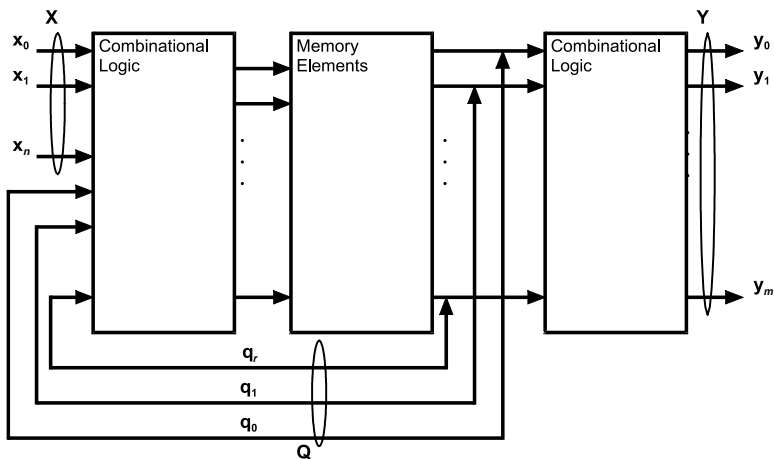 X
Y
x0
x1
xn
Combinational
Logic
Memory
Elements
Combinational
Logic
y0
y1
ym
qr
q1
q0
Q